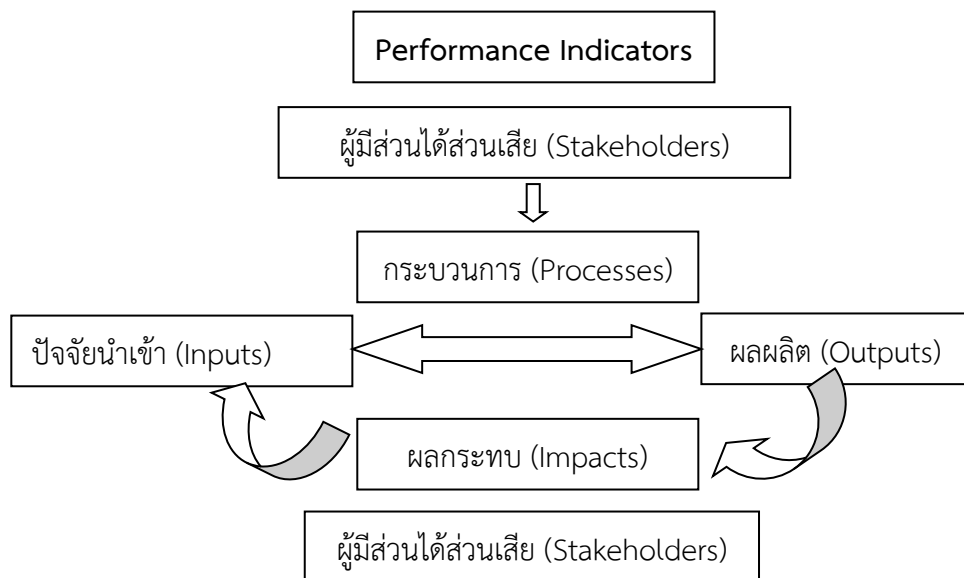 Performance Indicators
ผู้มีส่วนได้ส่วนเสีย (Stakeholders)
กระบวนการ (Processes)
ปัจจัยนำเข้า (Inputs)
ผลผลิต (Outputs)
ผลกระทบ (Impacts)
ผู้มีส่วนได้ส่วนเสีย (Stakeholders)